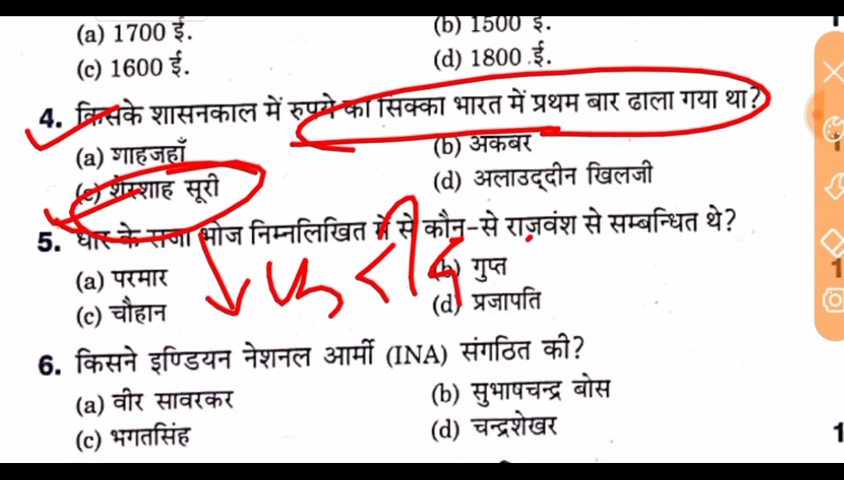 (a) 1700 ई.
(b) 1500 ई.
(c) 1600 ई.
(d) 1800 ई.
4. किसके शासनकाल में रुपये का सिक्का भारत में प्रथम बार ढाला गया था?
(a) शाहजहाँ
(b) अकबर
(c) शेरशाह सूरी
(d) अलाउद्दीन खिलजी
5. धार के राजा भोज निम्नलिखित में से कौन-से राजवंश से सम्बन्धित थे?
(a) परमार
(b) गुप्त
(c) चौहान
(d) प्रजापति
6. किसने इण्डियन नेशनल आर्मी (INA) संगठित की?
(a) वीर सावरकर
(b) सुभाषचन्द्र बोस
(c) भगतसिंह
(d) चन्द्रशेखर